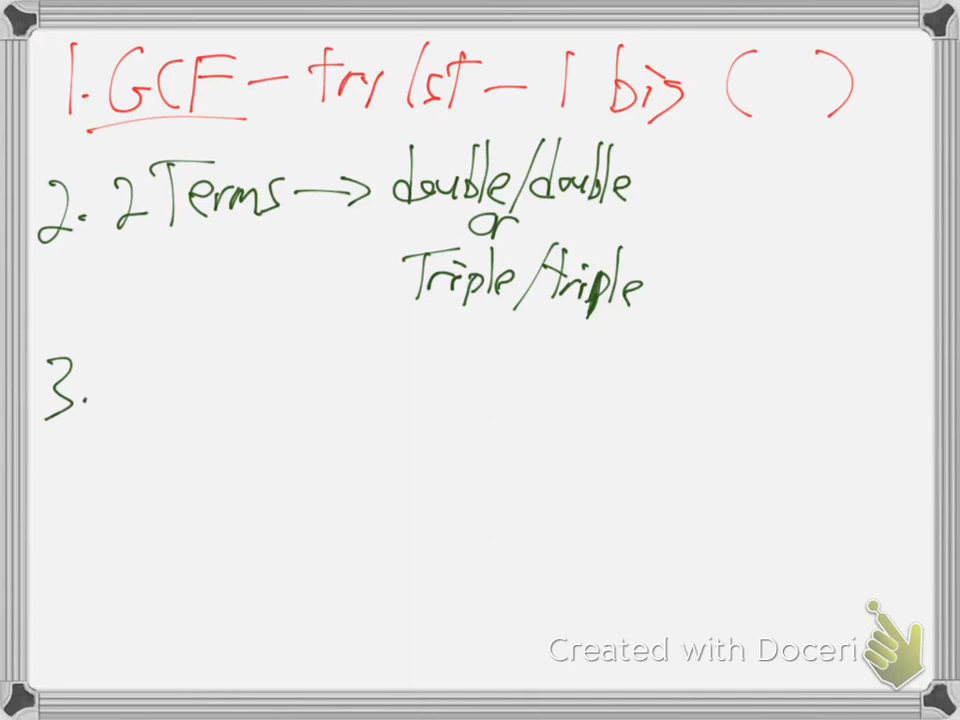 1. GCF - try 1st - 1 big ( )
2. 2 Terms → double/double
or
Triple/triple
3.
Created with Doceri